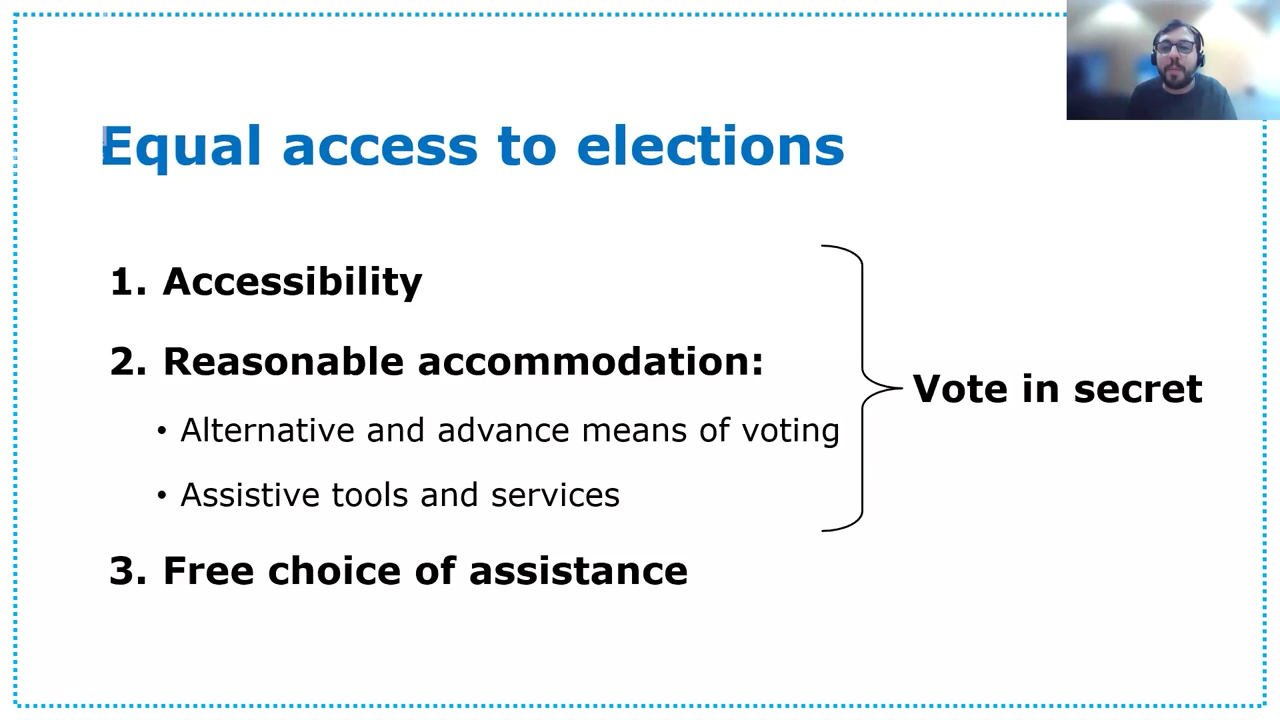 Equal access to elections
1. Accessibility
2. Reasonable accommodation:
• Alternative and advance means of voting
• Assistive tools and services
3. Free choice of assistance
Vote in secret